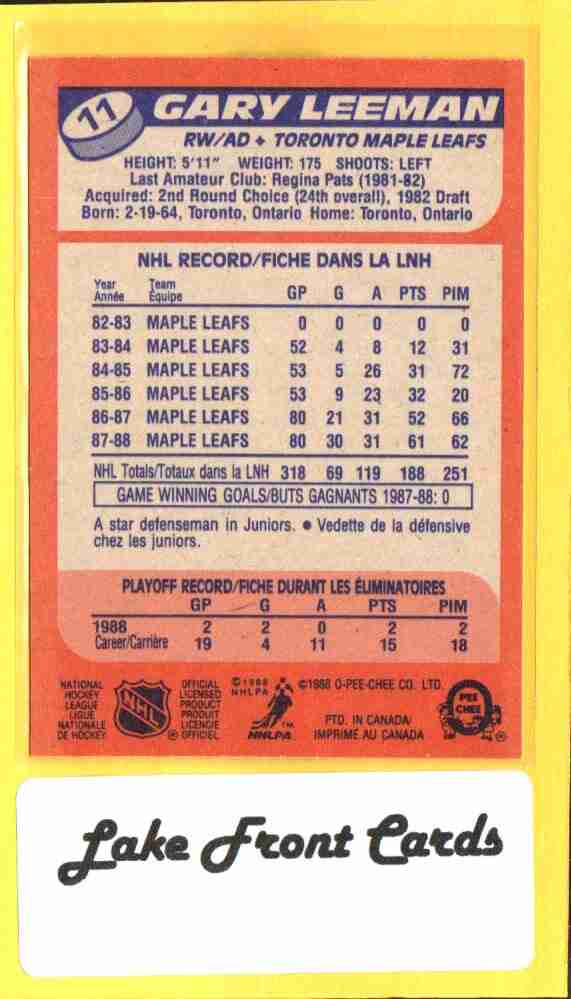 11 GARY LEEMAN
RW/AD ♦ TORONTO MAPLE LEAFS
HEIGHT: 5'11" WEIGHT: 175 SHOOTS: LEFT
Last Amateur Club: Regina Pats (1981-82)
Acquired: 2nd Round Choice (24th overall), 1982 Draft
Born: 2-19-64, Toronto, Ontario Home: Toronto, Ontario
NHL RECORD/FICHE DANS LA LNH
Year Team
Année Équipe GP G A PTS PIM
82-83 MAPLE LEAFS 0 0 0 0 0
83-84 MAPLE LEAFS 52 4 8 12 31
84-85 MAPLE LEAFS 53 5 26 31 72
85-86 MAPLE LEAFS 53 9 23 32 20
86-87 MAPLE LEAFS 80 21 31 52 66
87-88 MAPLE LEAFS 80 30 31 61 62
NHL Totals/Totaux dans la LNH 318 69 119 188 251
GAME WINNING GOALS/BUTS GAGNANTS 1987-88: 0
A star defenseman in Juniors. ● Vedette de la défensive
chez les juniors.
PLAYOFF RECORD/FICHE DURANT LES ÉLIMINATOIRES
GP G A PTS PIM
1988 2 2 0 2 2
Career/Carrière 19 4 11 15 18
NATIONAL
HOCKEY
LEAGUE
LIGUE
NATIONALE
DE HOCKEY
NHL
®
OFFICIAL
LICENSED
PRODUCT
PRODUIT
LICENCIÉ
OFFICIEL
©1988
NHLPA
TM
NHLPA
©1988 O-PEE-CHEE CO. LTD.
PTD. IN CANADA
IMPRIMÉ AU CANADA
PEE
CHEE
®
Lake Front Cards